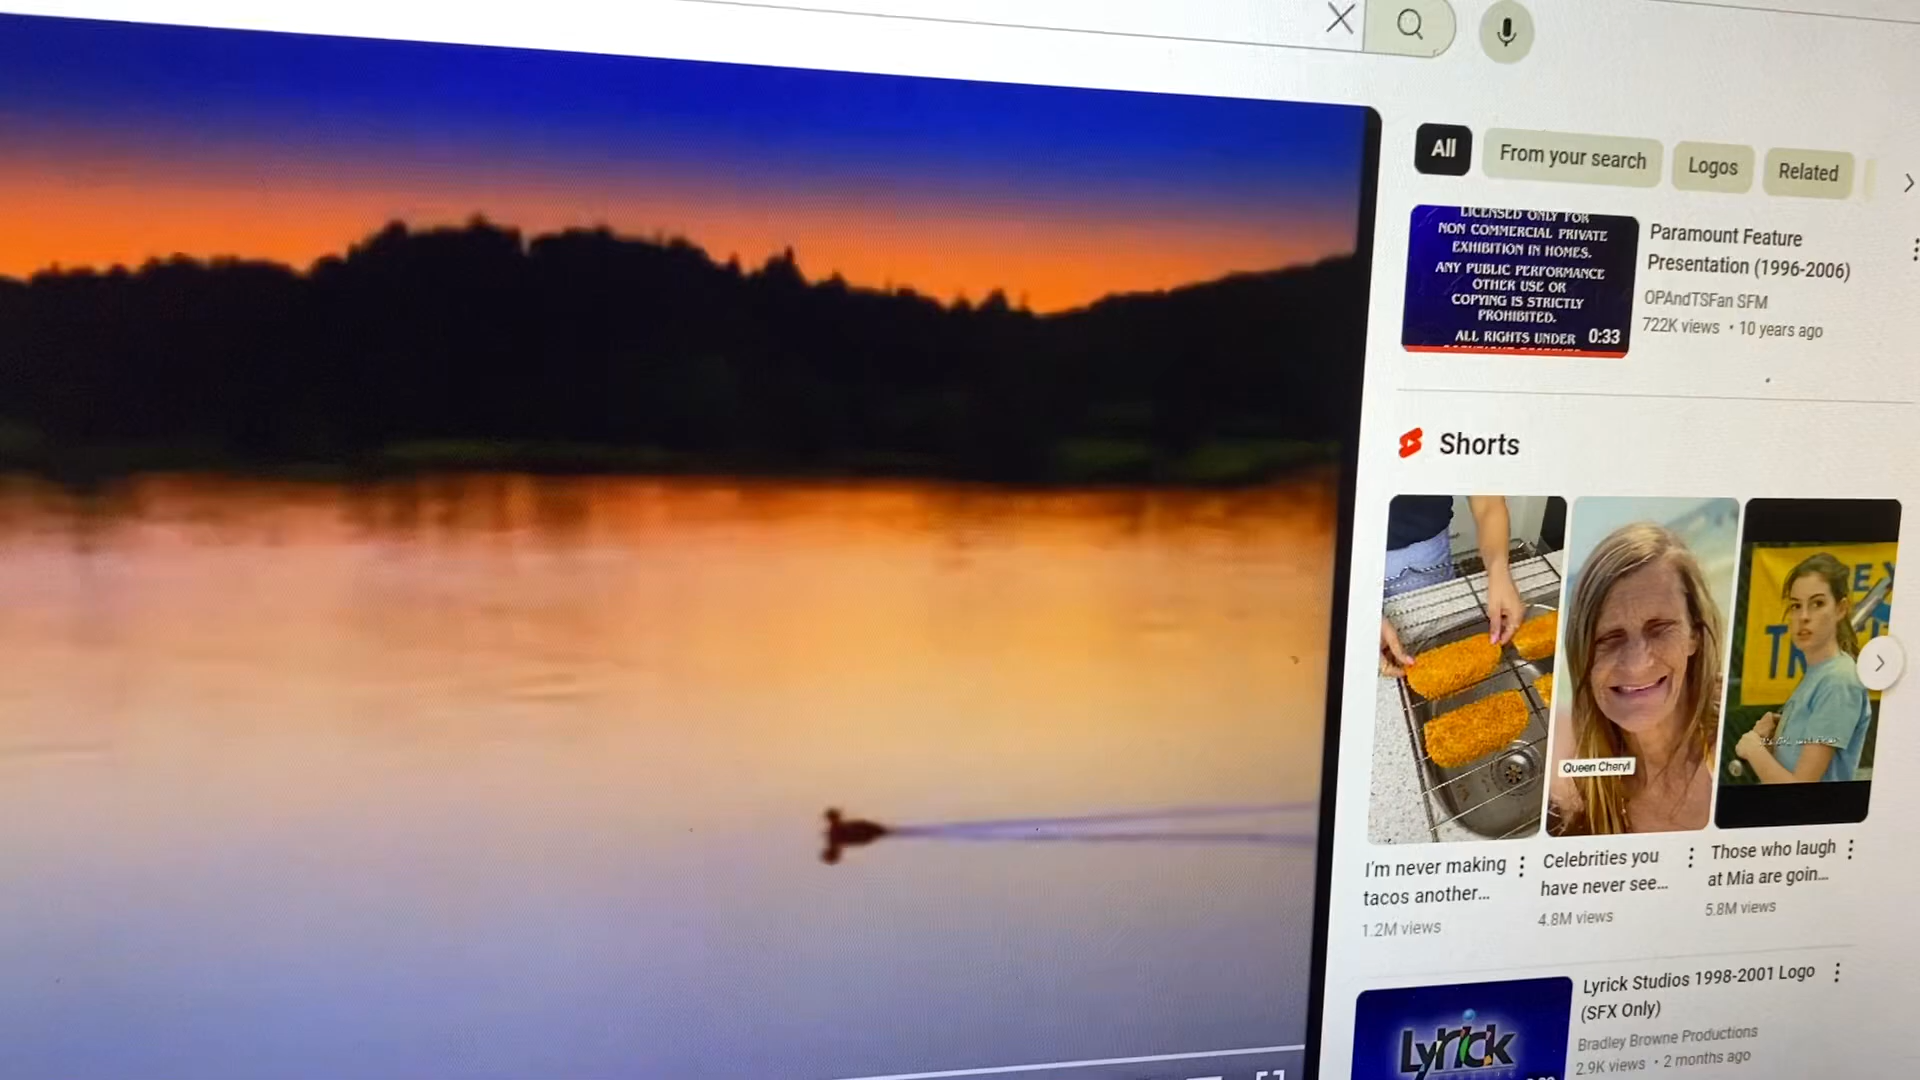 All
From your search
Logos
Related
LICENSED ONLY FOR
NON COMMERCIAL PRIVATE
EXHIBITION IN HOMES.
ANY PUBLIC PERFORMANCE
OTHER USE OR
COPYING IS STRICTLY
PROHIBITED.
ALL RIGHTS UNDER
0:33
Paramount Feature
Presentation (1996-2006)
OPAndTSFan SFM
722K views • 10 years ago
Shorts
Queen Cheryl
I'm never making
tacos another...
1.2M views
Celebrities you
have never see...
4.8M views
Those who laugh
at Mia are goin...
5.8M views
Lyrick
Lyrick Studios 1998-2001 Logo
(SFX Only)
Bradley Browne Productions
2.9K views • 2 months ago